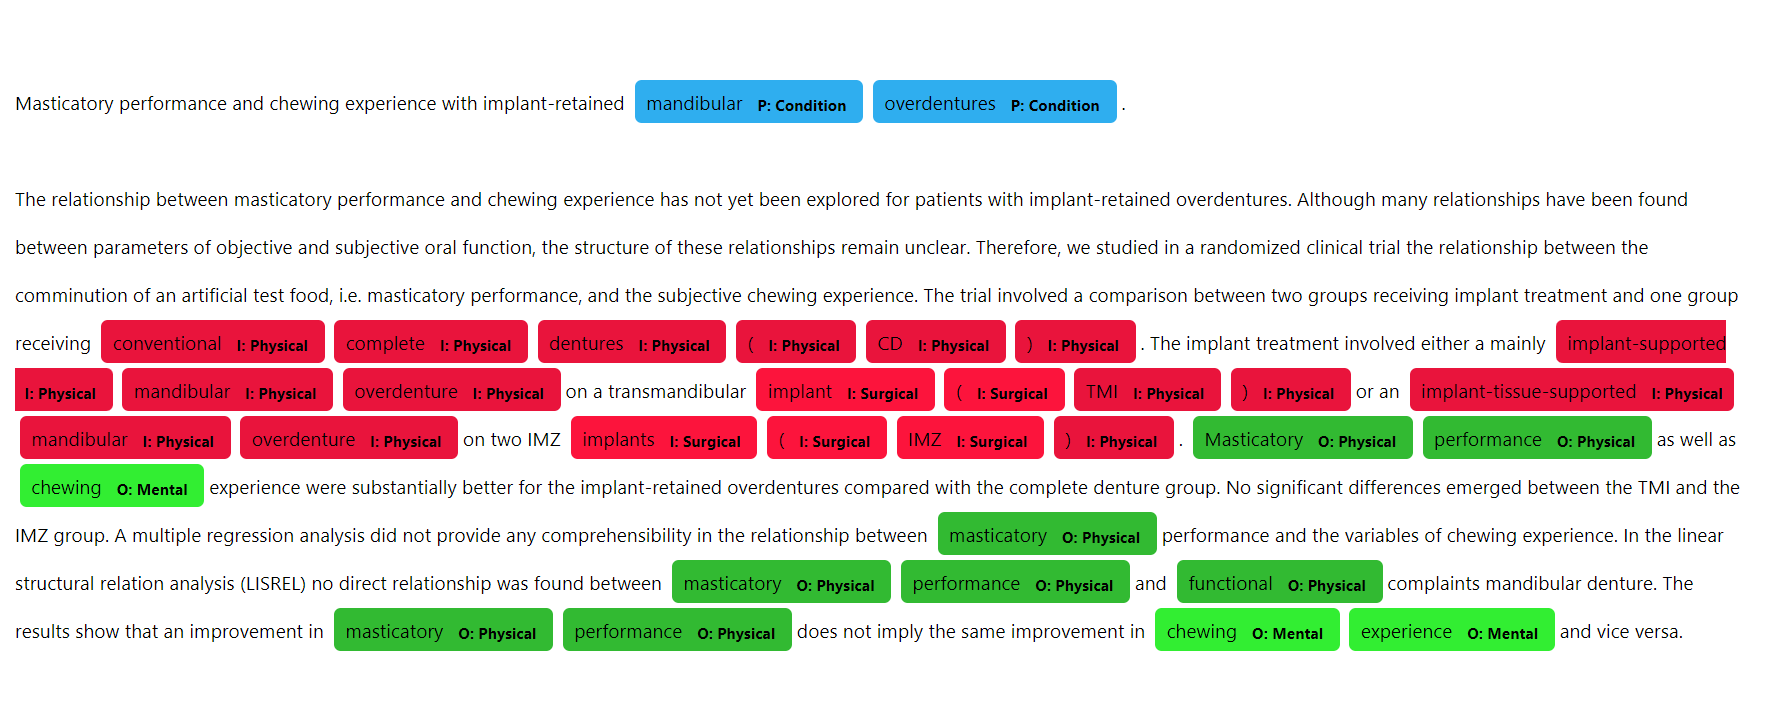 Masticatory performance and chewing experience with implant-retained mandibular P: Condition overdentures P: Condition .
The relationship between masticatory performance and chewing experience has not yet been explored for patients with implant-retained overdentures. Although many relationships have been found
between parameters of objective and subjective oral function, the structure of these relationships remain unclear. Therefore, we studied in a randomized clinical trial the relationship between the
comminution of an artificial test food, i.e. masticatory performance, and the subjective chewing experience. The trial involved a comparison between two groups receiving implant treatment and one group
receiving conventional I: Physical complete I: Physical dentures I: Physical ( I: Physical CD I: Physical ) I: Physical . The implant treatment involved either a mainly implant-supported
I: Physical mandibular I: Physical overdenture I: Physical on a transmandibular implant I: Surgical ( I: Surgical TMI I: Physical ) I: Physical or an implant-tissue-supported I: Physical
mandibular I: Physical overdenture I: Physical on two IMZ implants I: Surgical ( I: Surgical IMZ I: Surgical ) I: Physical . Masticatory O: Physical performance O: Physical as well as
chewing O: Mental experience were substantially better for the implant-retained overdentures compared with the complete denture group. No significant differences emerged between the TMI and the
IMZ group. A multiple regression analysis did not provide any comprehensibility in the relationship between masticatory O: Physical performance and the variables of chewing experience. In the linear
structural relation analysis (LISREL) no direct relationship was found between masticatory O: Physical performance O: Physical and functional O: Physical complaints mandibular denture. The
results show that an improvement in masticatory O: Physical performance O: Physical does not imply the same improvement in chewing O: Mental experience O: Mental and vice versa.